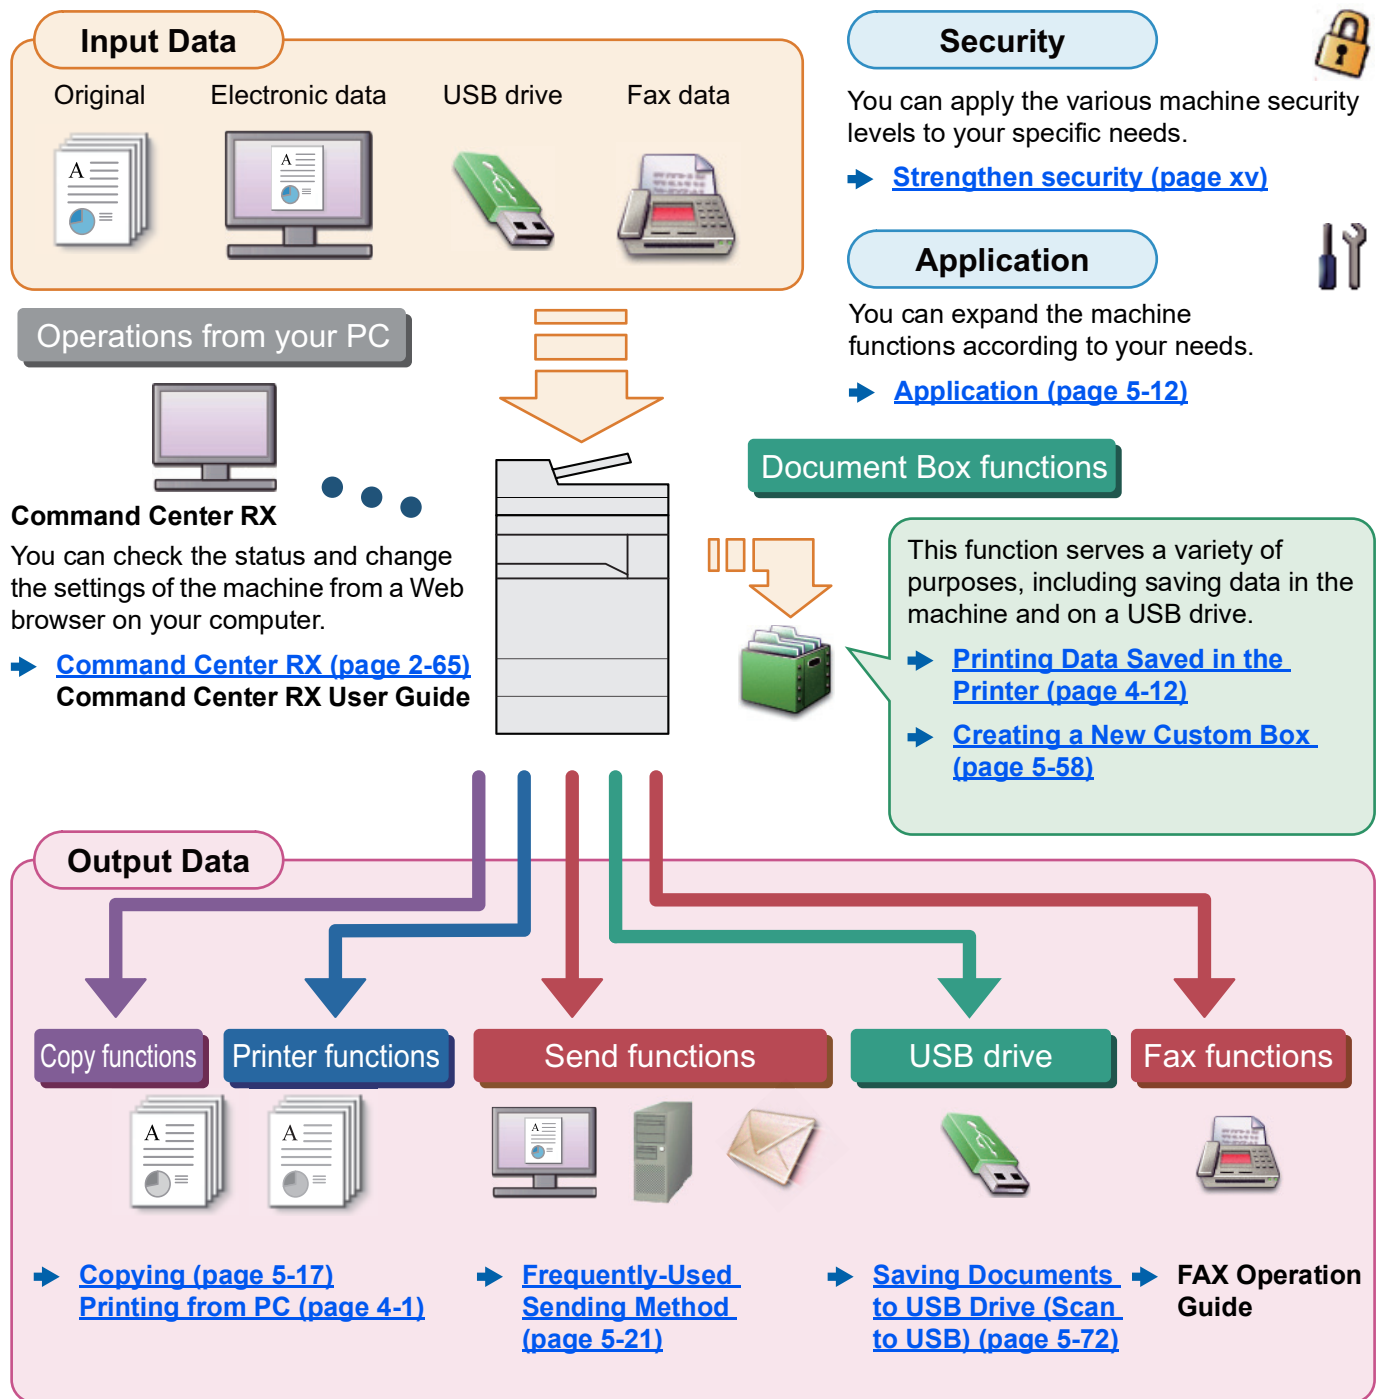 Input Data
Original
Electronic data
USB drive
Fax data
Security
You can apply the various machine security
levels to your specific needs.
Strengthen security (page xv)
Application
You can expand the machine
functions according to your needs.
Application (page 5-12)
Operations from your PC
Command Center RX
You can check the status and change
the settings of the machine from a Web
browser on your computer.
Command Center RX (page 2-65)
Command Center RX User Guide
Document Box functions
This function serves a variety of
purposes, including saving data in the
machine and on a USB drive.
Printing Data Saved in the
Printer (page 4-12)
Creating a New Custom Box
(page 5-58)
Output Data
Copy functions
Printer functions
Send functions
USB drive
Fax functions
A
A
A
A
A
Copying (page 5-17)
Printing from PC (page 4-1)
Frequently-Used
Sending Method
(page 5-21)
Saving Documents
to USB Drive (Scan
to USB) (page 5-72)
FAX Operation
Guide